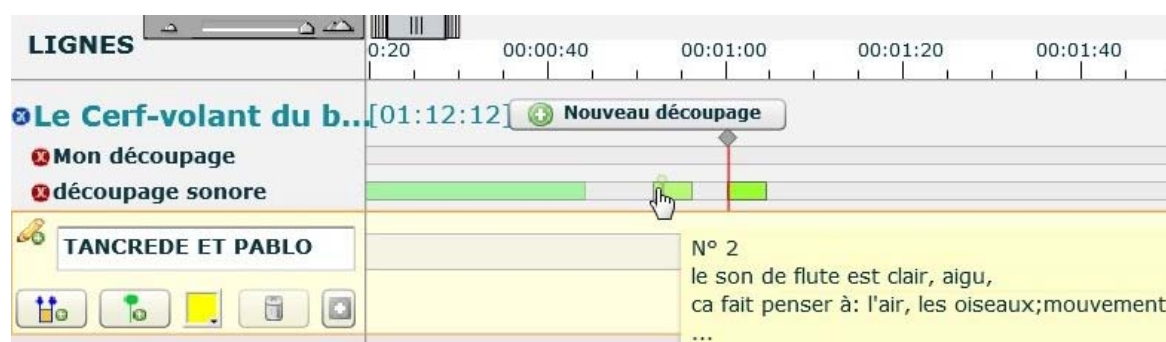 LIGNES
0:20 00:00:40 00:01:00 00:01:20 00:01:40
Le Cerf-volant du b...[01:12:12] Nouveau découpage
Mon découpage
découpage sonore
TANCREDE ET PABLO
N° 2
le son de flute est clair, aigu,
ca fait penser à: l'air, les oiseaux;mouvement
...